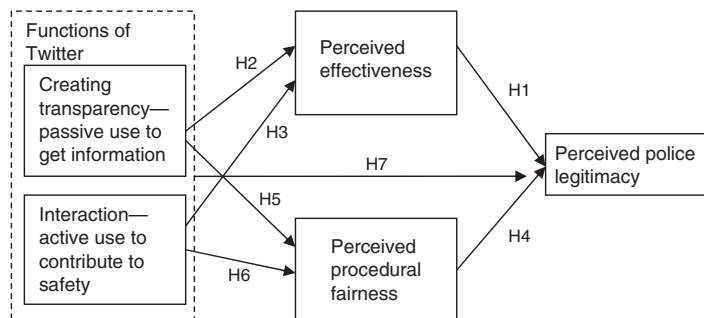 Functions of
Twitter
Creating
transparency—
passive use to
get information
Interaction—
active use to
contribute to
safety
H2
H3
H5
H6
H7
Perceived
effectiveness
Perceived
procedural
fairness
H1
H4
Perceived police
legitimacy